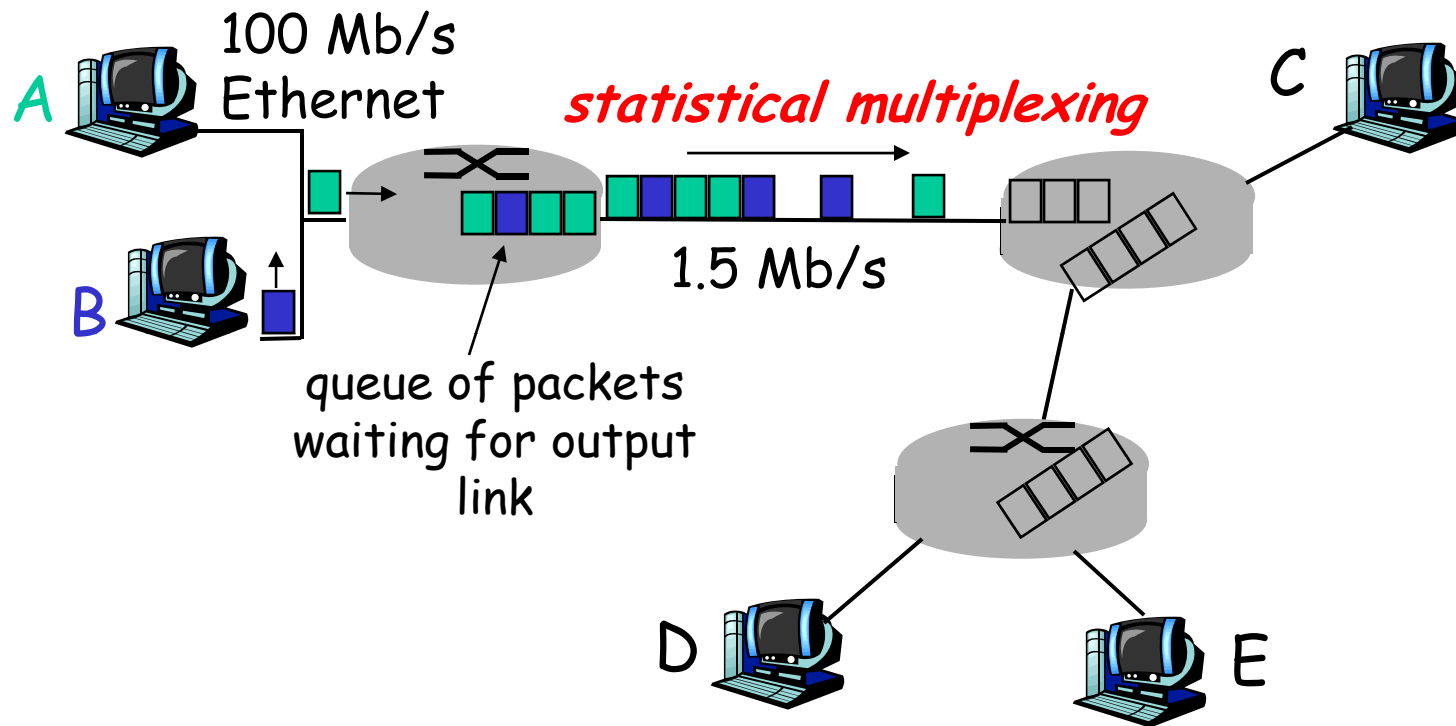 100 Mb/s
Ethernet
A
statistical multiplexing
C
1.5 Mb/s
B
queue of packets
waiting for output
link
D
E